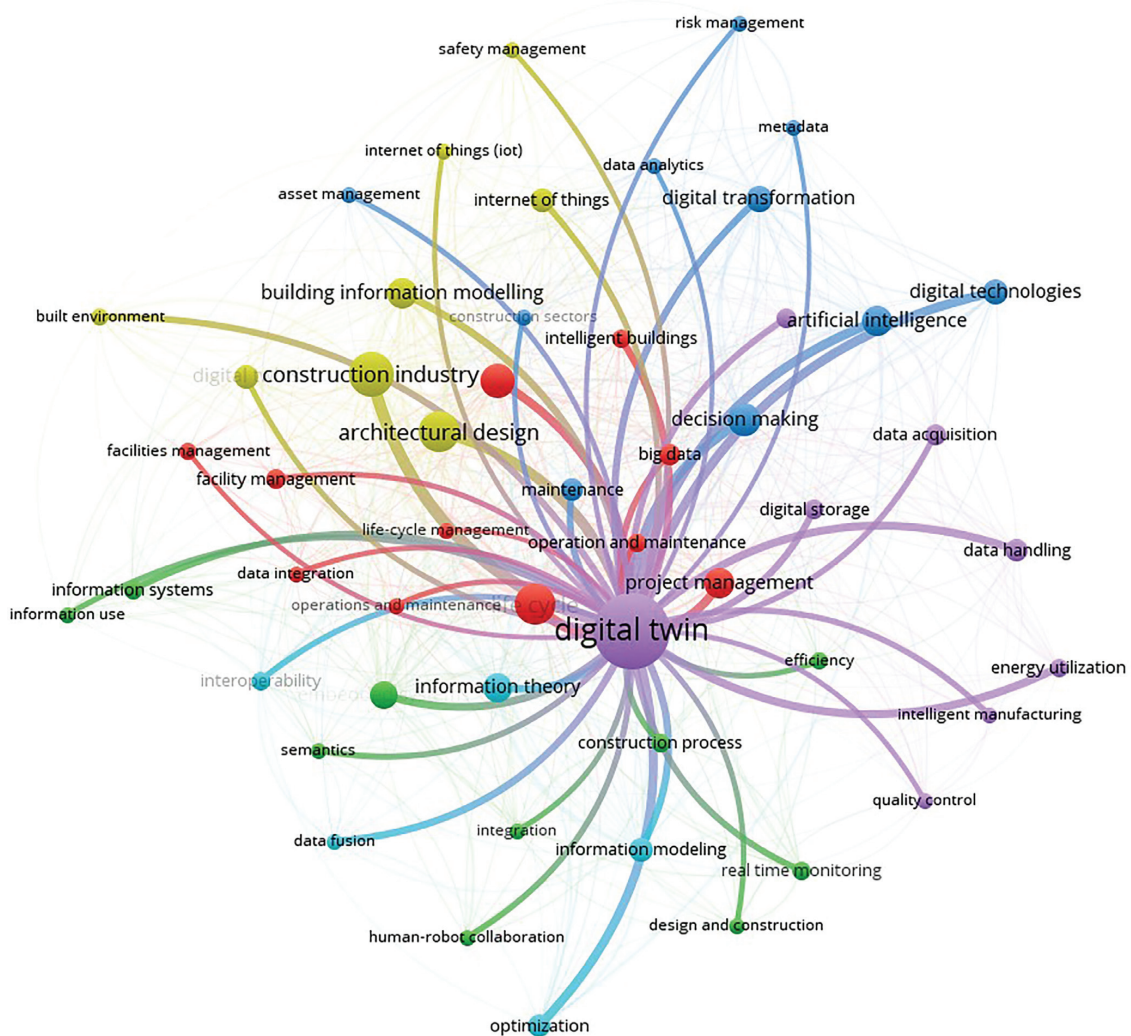 risk management
safety management
metadata
internet of things (iot)
data analytics
asset management
internet of things
digital transformation
building information modelling
digital technologies
built environment
construction sectors
artificial intelligence
intelligent buildings
digital
construction industry
architectural design
decision making
data acquisition
facilities management
big data
facility management
maintenance
digital storage
life-cycle management
operation and maintenance
data handling
data integration
project management
information systems
operations and maintenance
life cycle
information use
digital twin
efficiency
energy utilization
interoperability
information theory
intelligent manufacturing
semantics
construction process
quality control
data fusion
integration
information modeling
real time monitoring
human-robot collaboration
design and construction
optimization